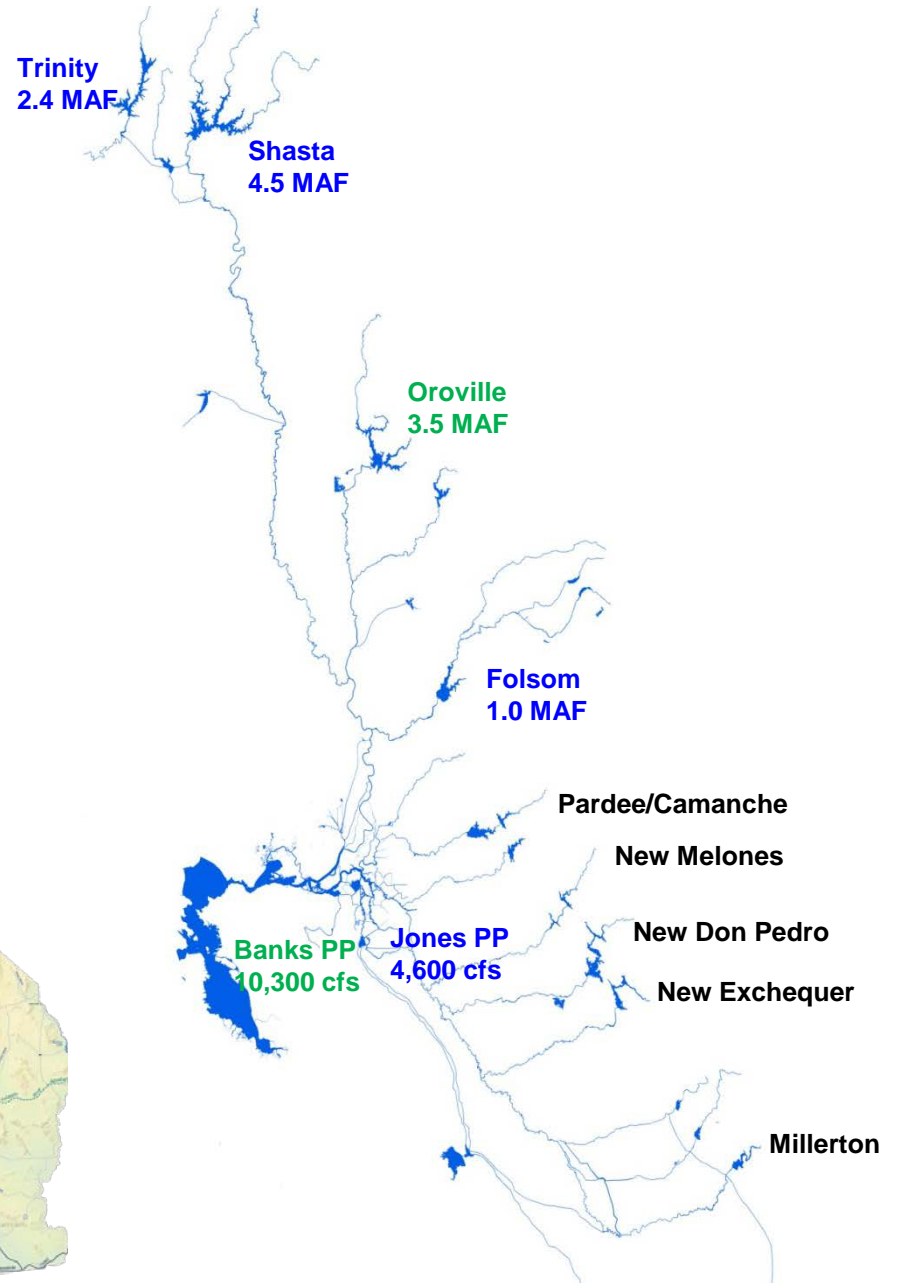 Trinity
2.4 MAF
Shasta
4.5 MAF
Oroville
3.5 MAF
Folsom
1.0 MAF
Pardee/Camanche
New Melones
New Don Pedro
New Exchequer
Banks PP
10,300 cfs
Jones PP
4,600 cfs
Millerton